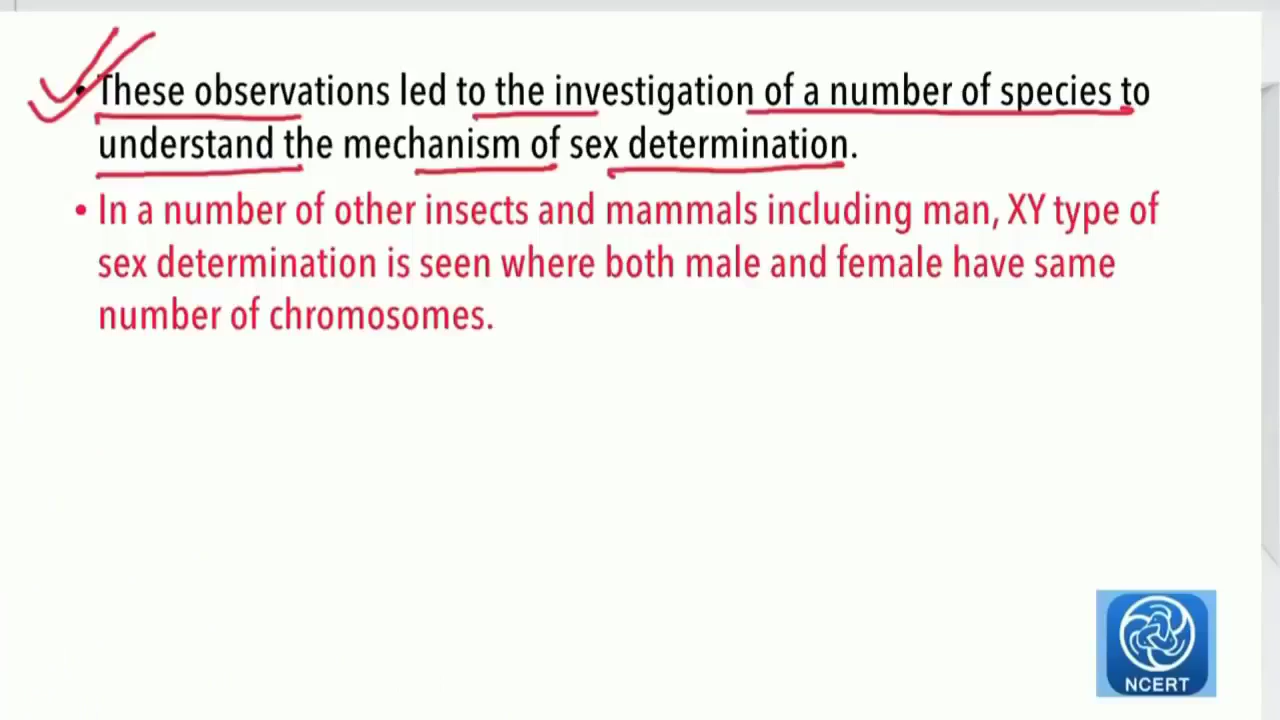 • These observations led to the investigation of a number of species to
understand the mechanism of sex determination.
• In a number of other insects and mammals including man, XY type of
sex determination is seen where both male and female have same
number of chromosomes.
NCERT